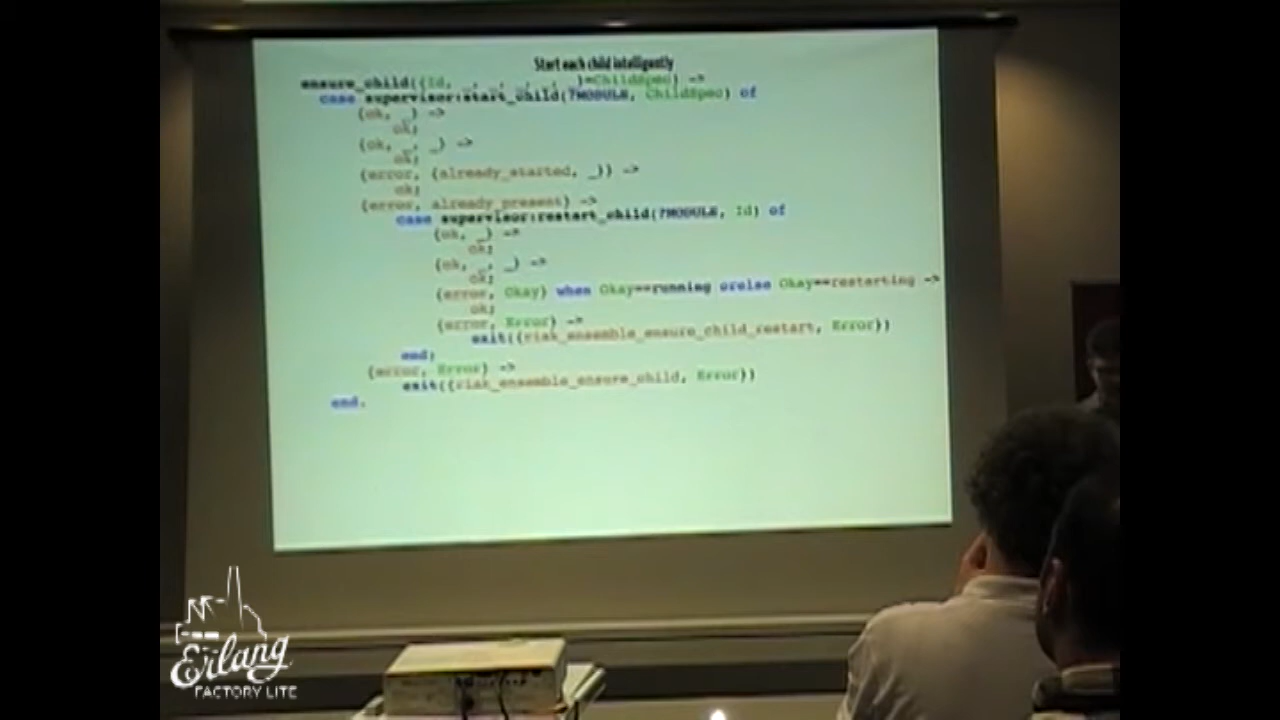 Start each child intelligently
ensure_child({Id, _, _, _, _, _}=ChildSpec) ->
case supervisor:start_child(?MODULE, ChildSpec) of
{ok, _} ->
ok;
{ok, _, _} ->
ok;
{error, {already_started, _}} ->
ok;
{error, already_present} ->
case supervisor:restart_child(?MODULE, Id) of
{ok, _} ->
ok;
{ok, _, _} ->
ok;
{error, Okay} when Okay==running orelse Okay==restarting ->
ok;
{error, Error} ->
exit({riak_ensemble_ensure_child_restart, Error})
end;
{error, Error} ->
exit({riak_ensemble_ensure_child, Error})
end.
Erlang
FACTORY LITE